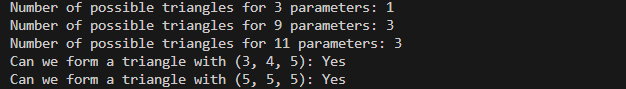 Number of possible triangles for 3 parameters: 1
Number of possible triangles for 9 parameters: 3
Number of possible triangles for 11 parameters: 3
Can we form a triangle with (3, 4, 5): Yes
Can we form a triangle with (5, 5, 5): Yes